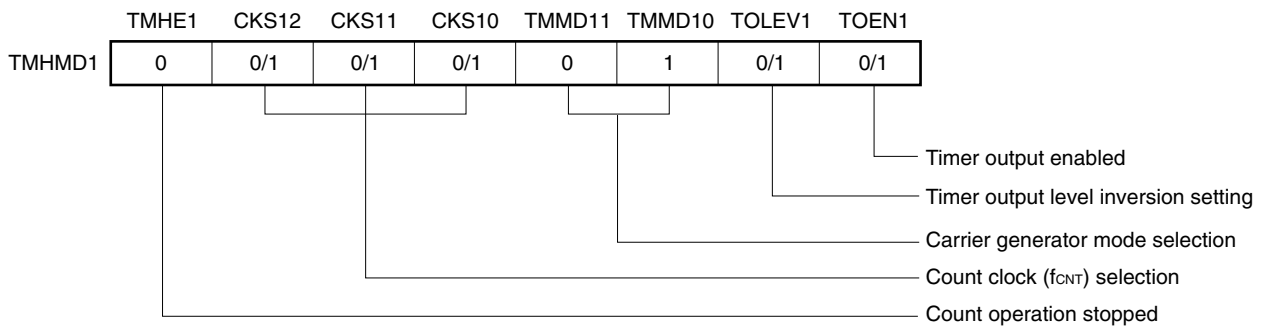 TMHE1 CKS12 CKS11 CKS10 TMMD11 TMMD10 TOLEV1 TOEN1
TMHMD1 0 0/1 0/1 0/1 0 1 0/1 0/1
Timer output enabled
Timer output level inversion setting
Carrier generator mode selection
Count clock (fCNT) selection
Count operation stopped